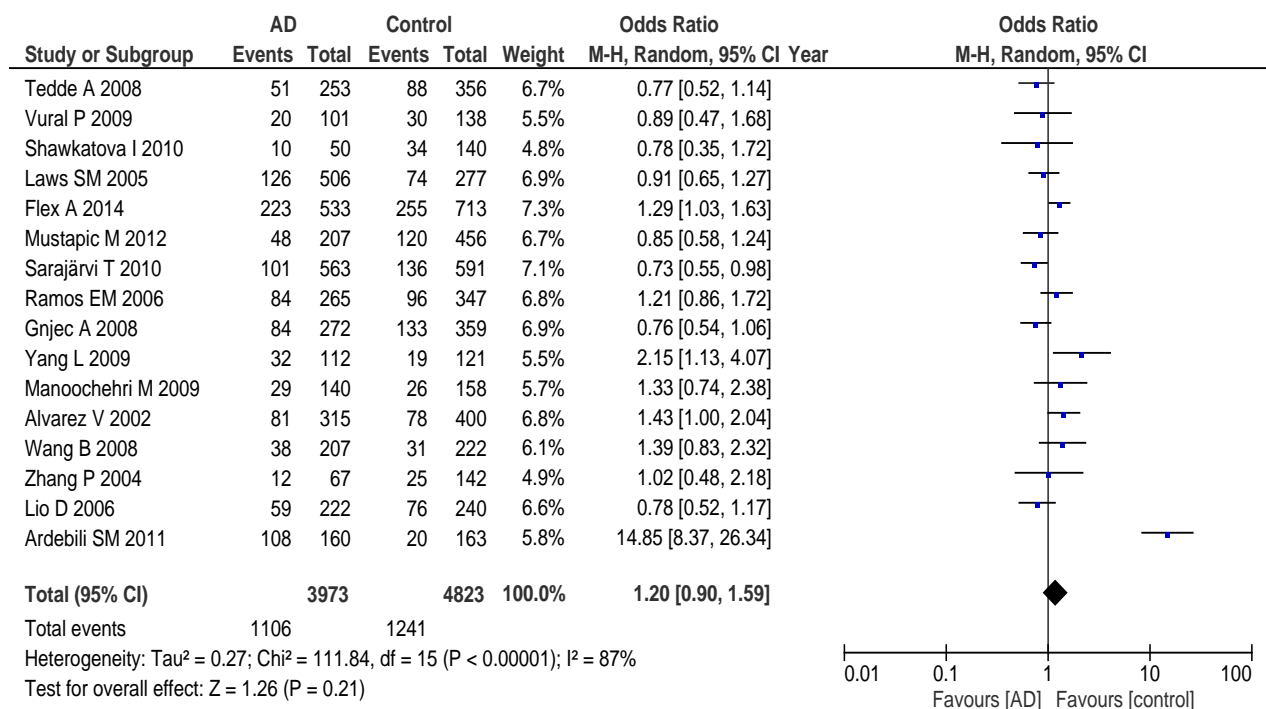 AD Control Odds Ratio Odds Ratio
Study or Subgroup Events Total Events Total Weight M-H, Random, 95% CI Year M-H, Random, 95% CI
Tedde A 2008 51 253 88 356 6.7% 0.77 [0.52, 1.14]
Vural P 2009 20 101 30 138 5.5% 0.89 [0.47, 1.68]
Shawkatova I 2010 10 50 34 140 4.8% 0.78 [0.35, 1.72]
Laws SM 2005 126 506 74 277 6.9% 0.91 [0.65, 1.27]
Flex A 2014 223 533 255 713 7.3% 1.29 [1.03, 1.63]
Mustapic M 2012 48 207 120 456 6.7% 0.85 [0.58, 1.24]
Sarajärvi T 2010 101 563 136 591 7.1% 0.73 [0.55, 0.98]
Ramos EM 2006 84 265 96 347 6.8% 1.21 [0.86, 1.72]
Gnjec A 2008 84 272 133 359 6.9% 0.76 [0.54, 1.06]
Yang L 2009 32 112 19 121 5.5% 2.15 [1.13, 4.07]
Manoochehri M 2009 29 140 26 158 5.7% 1.33 [0.74, 2.38]
Alvarez V 2002 81 315 78 400 6.8% 1.43 [1.00, 2.04]
Wang B 2008 38 207 31 222 6.1% 1.39 [0.83, 2.32]
Zhang P 2004 12 67 25 142 4.9% 1.02 [0.48, 2.18]
Lio D 2006 59 222 76 240 6.6% 0.78 [0.52, 1.17]
Ardebili SM 2011 108 160 20 163 5.8% 14.85 [8.37, 26.34]
Total (95% CI) 3973 4823 100.0% 1.20 [0.90, 1.59]
Total events 1106 1241
Heterogeneity: Tau² = 0.27; Chi² = 111.84, df = 15 (P < 0.00001); I² = 87%
Test for overall effect: Z = 1.26 (P = 0.21)
0.01 0.1 1 10 100
Favours [AD] Favours [control]